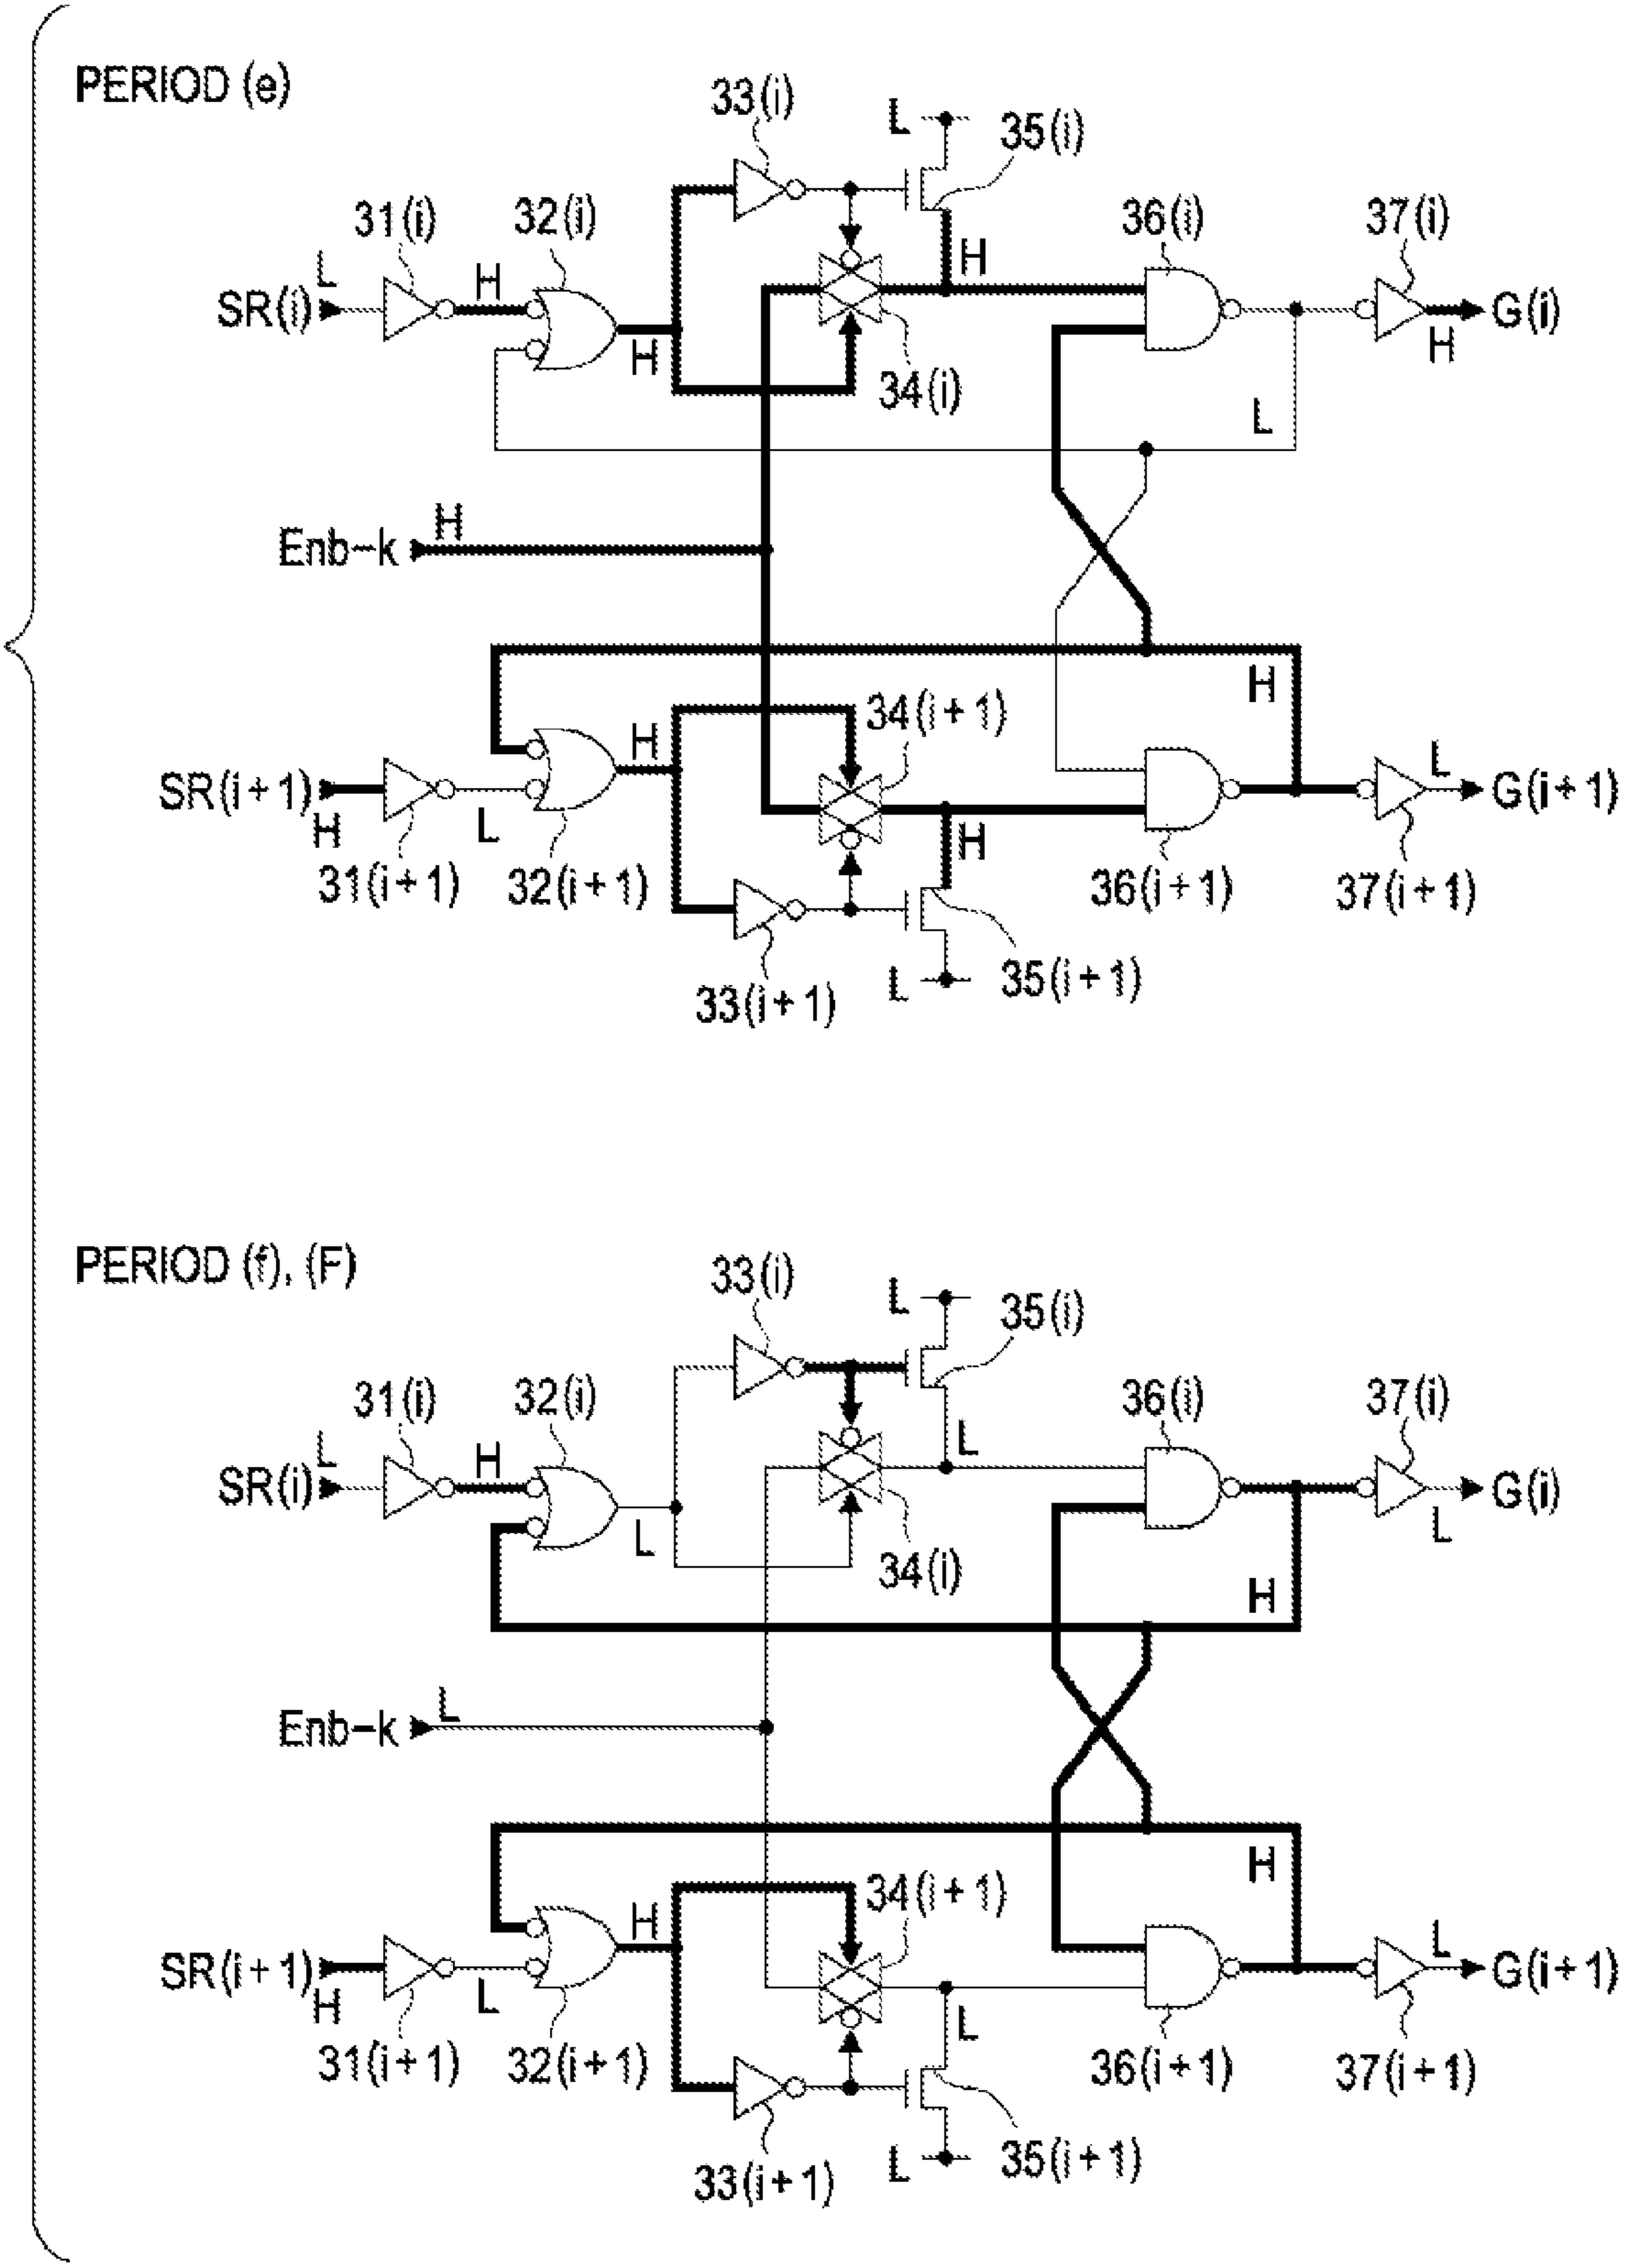 PERIOD (e)
33(i)
L
35(i)
31(i)
32(i)
36(i)
37(i)
L
H
H
SR(i)
G(i)
H
H
34(i)
L
H
Enb-k
H
34(i+1)
H
L
SR(i+1)
G(i+1)
H
L
H
31(i+1)
32(i+1)
36(i+1)
37(i+1)
L
35(i+1)
33(i+1)
PERIOD (f), (F)
33(i)
L
35(i)
31(i)
32(i)
36(i)
37(i)
L
H
L
SR(i)
G(i)
L
L
34(i)
H
L
Enb-k
H
34(i+1)
H
L
SR(i+1)
G(i+1)
H
L
L
31(i+1)
32(i+1)
36(i+1)
37(i+1)
L
35(i+1)
33(i+1)